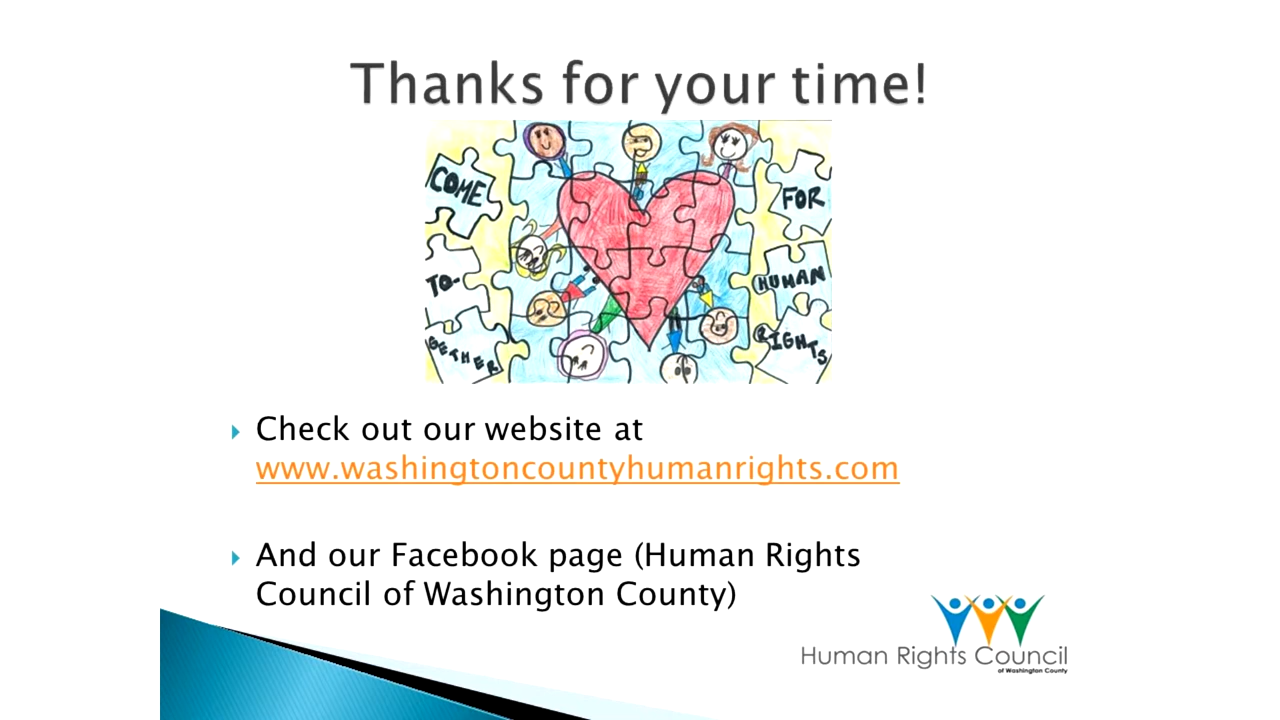 Thanks for your time!
COME
FOR
TO-
HUMAN
GETHER
RIGHTS
Check out our website at
www.washingtoncountyhumanrights.com
And our Facebook page (Human Rights
Council of Washington County)
Human Rights Council
of Washington County